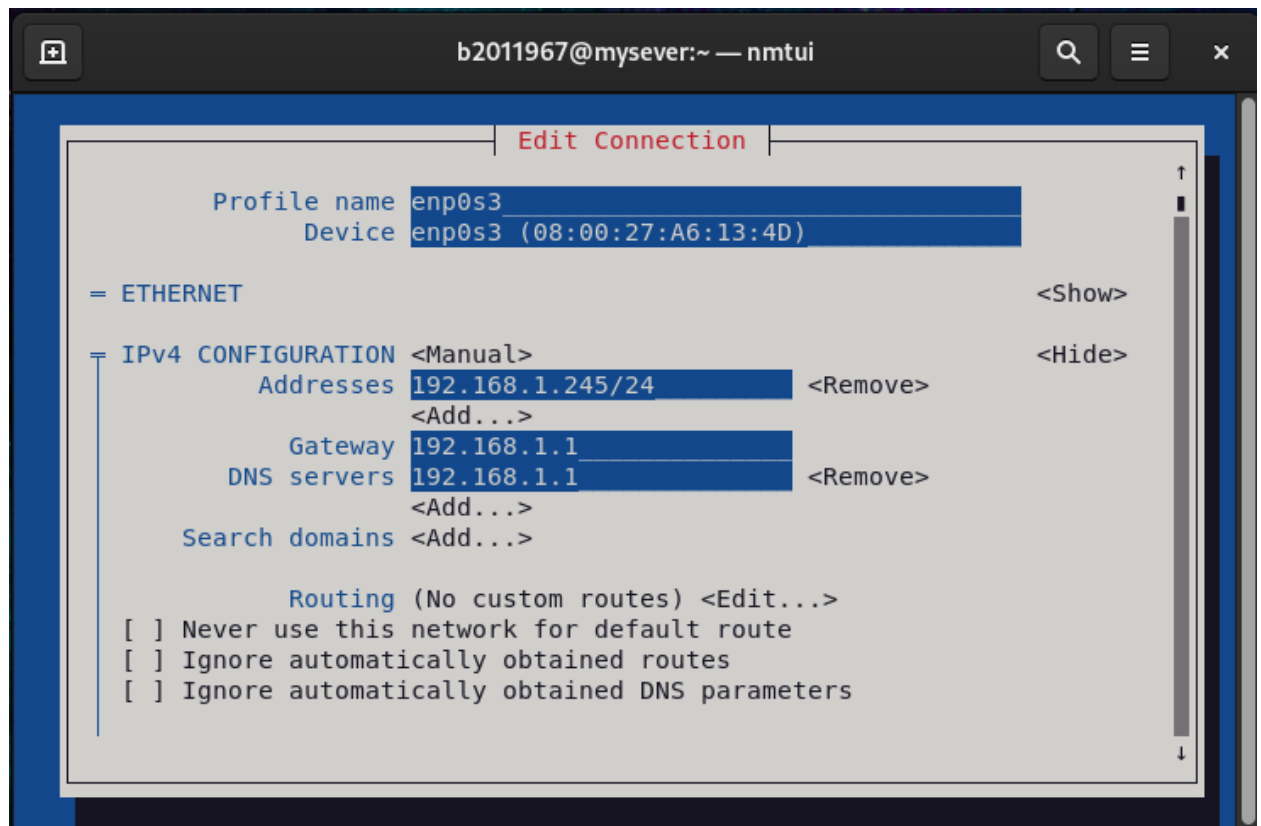 b2011967@mysever:~ — nmtui
Edit Connection
Profile name enp0s3
Device enp0s3 (08:00:27:A6:13:4D)
= ETHERNET <Show>
IPv4 CONFIGURATION <Manual> <Hide>
Addresses 192.168.1.245/24 <Remove>
<Add...>
Gateway 192.168.1.1
DNS servers 192.168.1.1 <Remove>
<Add...>
Search domains <Add...>
Routing (No custom routes) <Edit...>
[ ] Never use this network for default route
[ ] Ignore automatically obtained routes
[ ] Ignore automatically obtained DNS parameters